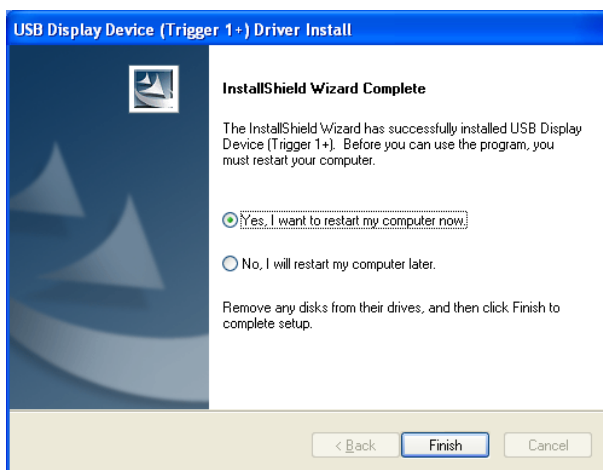 USB Display Device (Trigger 1+) Driver Install
InstallShield Wizard Complete
The InstallShield Wizard has successfully installed USB Display
Device (Trigger 1+). Before you can use the program, you
must restart your computer.
Yes, I want to restart my computer now.
No, I will restart my computer later.
Remove any disks from their drives, and then click Finish to
complete setup.
< Back
Finish
Cancel